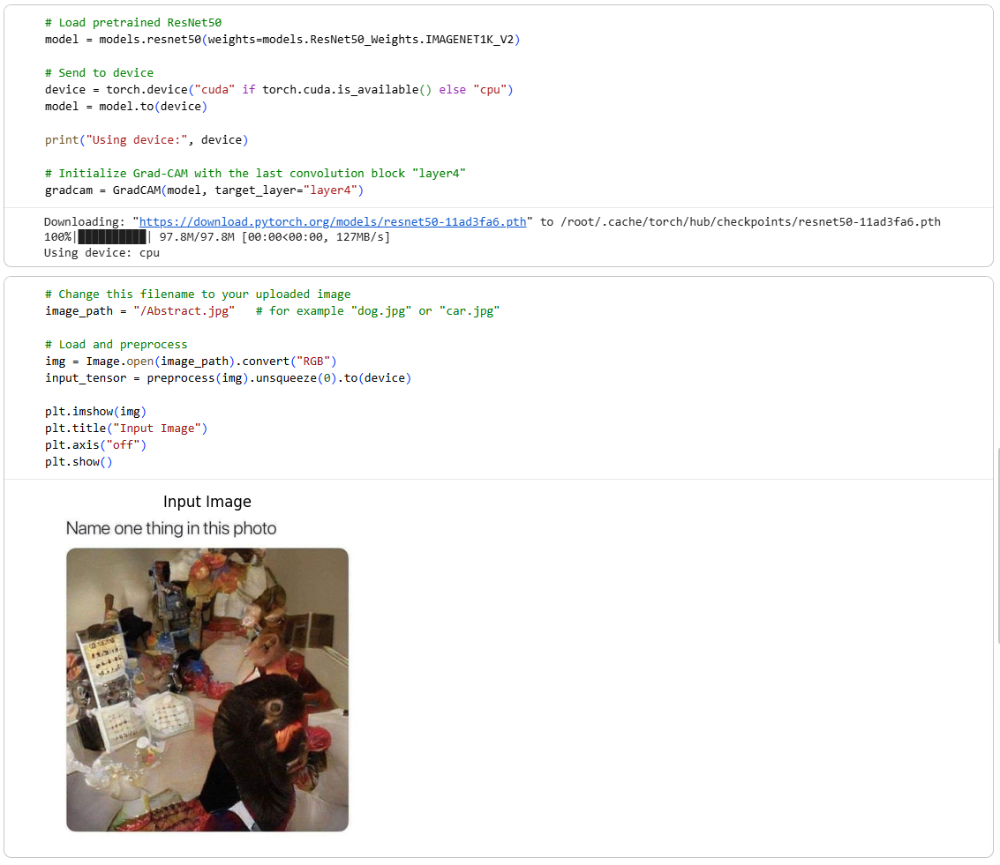 # Load pretrained ResNet50
model = models.resnet50(weights=models.ResNet50_Weights.IMAGENET1K_V2)
# Send to device
device = torch.device("cuda" if torch.cuda.is_available() else "cpu")
model = model.to(device)
print("Using device:", device)
# Initialize Grad-CAM with the last convolution block "layer4"
gradcam = GradCAM(model, target_layer="layer4")
Downloading: "https://download.pytorch.org/models/resnet50-11ad3fa6.pth" to /root/.cache/torch/hub/checkpoints/resnet50-11ad3fa6.pth
100%|██████████| 97.8M/97.8M [00:00<00:00, 127MB/s]
Using device: cpu
# Change this filename to your uploaded image
image_path = "/Abstract.jpg"   # for example "dog.jpg" or "car.jpg"
# Load and preprocess
img = Image.open(image_path).convert("RGB")
input_tensor = preprocess(img).unsqueeze(0).to(device)
plt.imshow(img)
plt.title("Input Image")
plt.axis("off")
plt.show()
Input Image
Name one thing in this photo